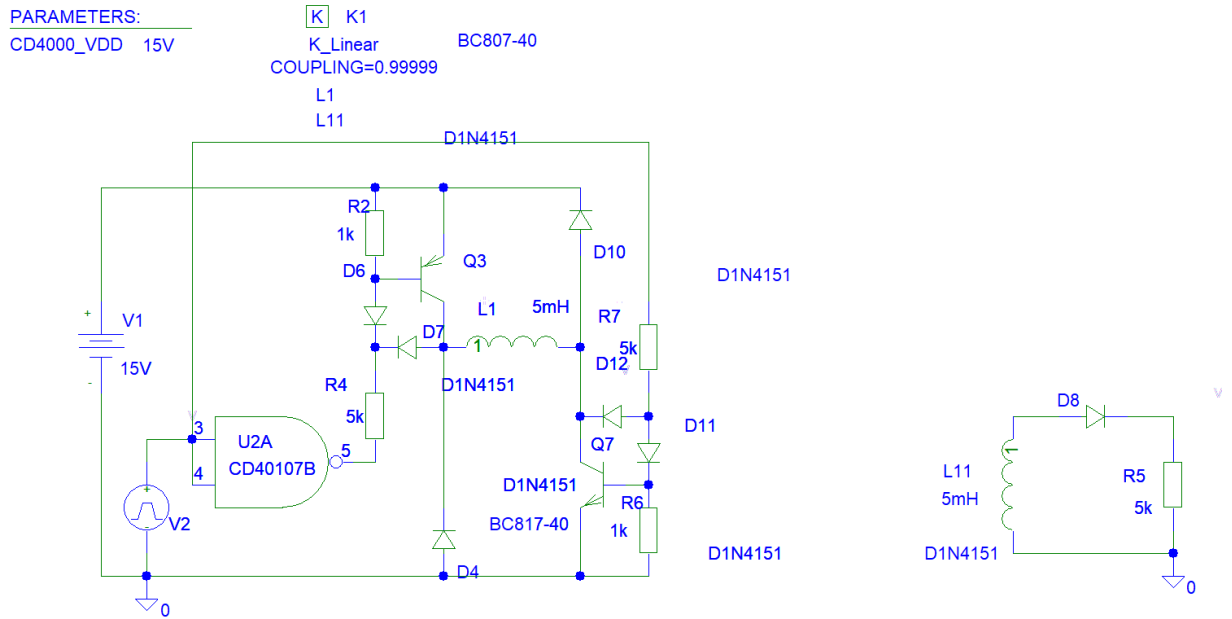 PARAMETERS:
CD4000_VDD 15V
K K1
K_Linear
COUPLING=0.99999
L1
L11
BC807-40
D1N4151
R2
1k
D6
Q3
D10
D1N4151
L1
5mH
1
R7
5k
D7
D12
V1
15V
+
-
R4
5k
D1N4151
3
4
5
U2A
CD40107B
Q7
D11
D1N4151
BC817-40
R6
1k
V2
+
-
D4
0
D1N4151
D8
1
L11
5mH
R5
5k
D1N4151
0
V
V